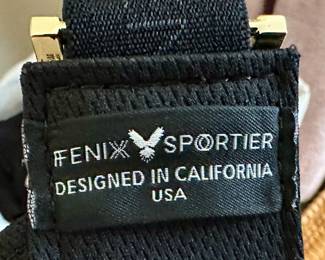 FENIX SPORTIER
DESIGNED IN CALIFORNIA
USA